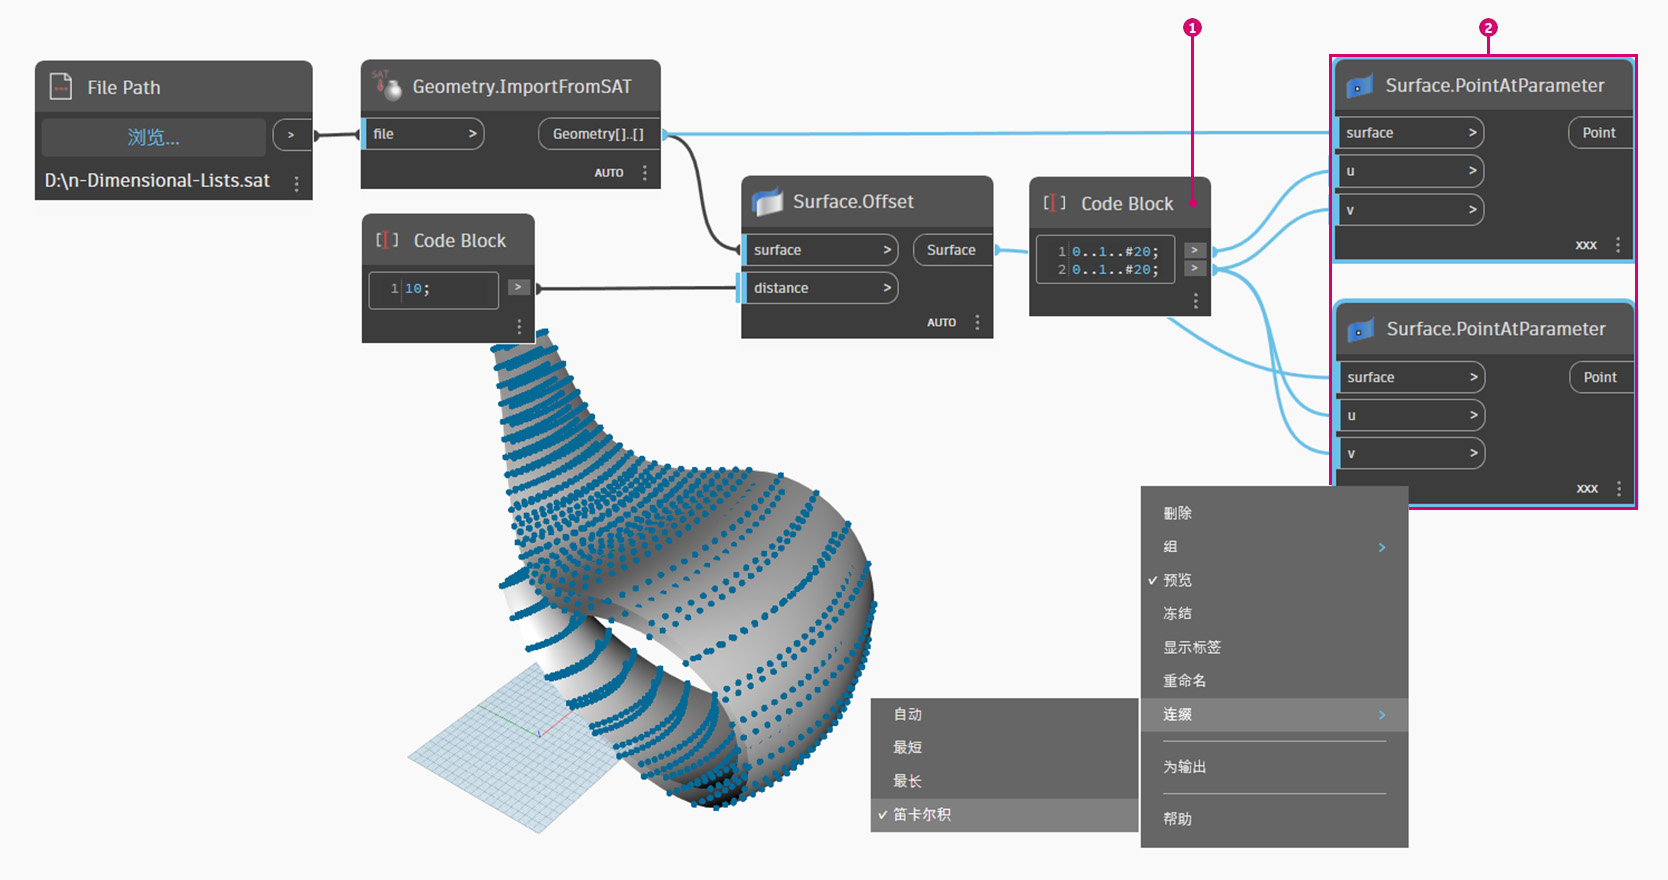 1
2
File Path
浏览...
>
D:\n-Dimensional-Lists.sat
SAT
Geometry.ImportFromSAT
file >
Geometry[]..[]
AUTO
Code Block
1 10;
>
Surface.Offset
surface >
Surface
distance >
AUTO
Code Block
1 0..1..#20;
2 0..1..#20;
>
>
Surface.PointAtParameter
surface >
Point
u >
v >
XXX
Surface.PointAtParameter
surface >
Point
u >
v >
XXX
删除
组 >
✓ 预览
冻结
显示标签
重命名
连缀 >
为输出
帮助
自动
最短
最长
✓ 笛卡尔积